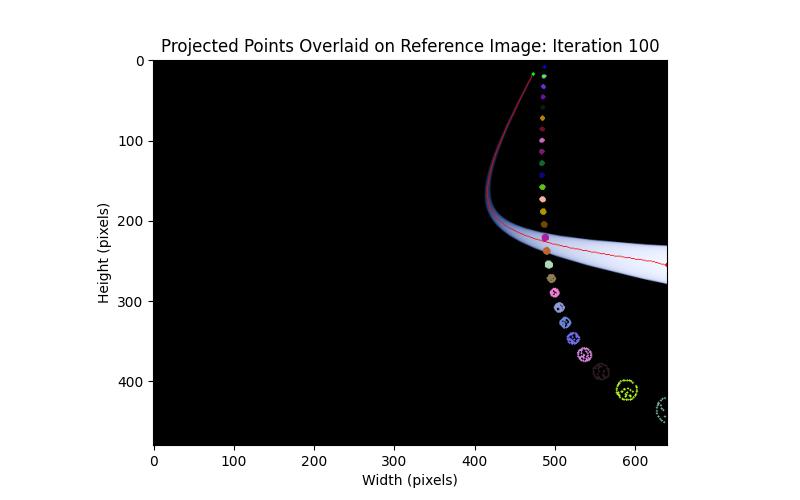 Projected Points Overlaid on Reference Image: Iteration 100
0
100
200
300
400
Height (pixels)
0 100 200 300 400 500 600
Width (pixels)